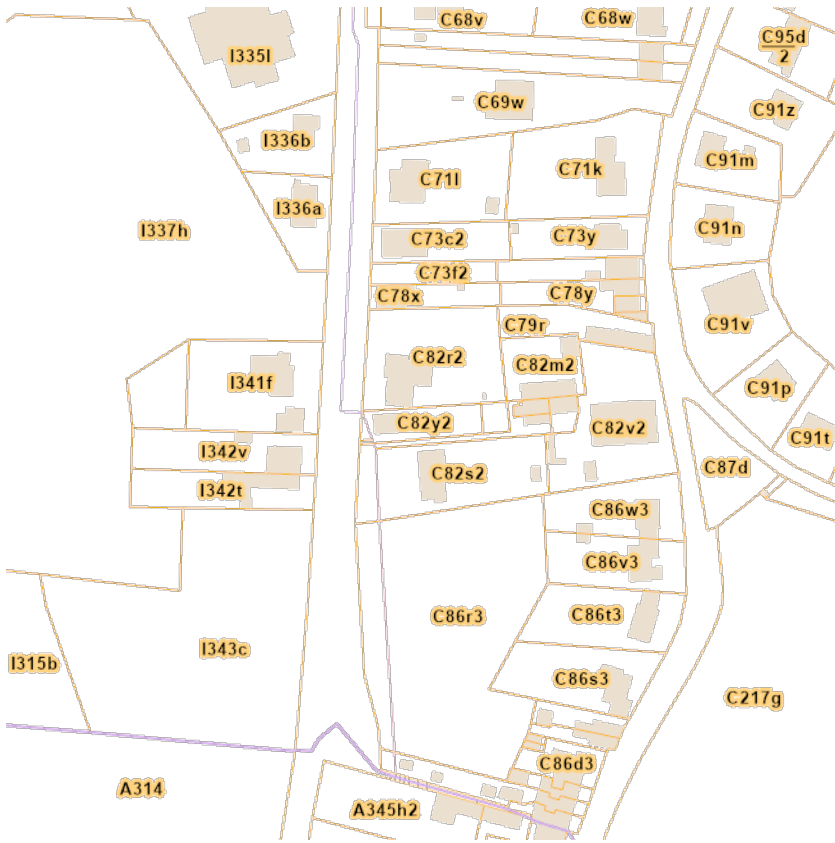 C68v
C68w
C95d
2
I335l
C69w
C91z
I336b
C91m
C71k
C71l
I336a
I337h
C91n
C73c2
C73y
C73f2
C78x
C78y
C79r
C91v
C82r2
C82m2
I341f
C91p
C82y2
C82v2
C91t
I342v
C87d
C82s2
I342t
C86w3
C86v3
C86r3
C86t3
I343c
I315b
C86s3
C217g
C86d3
A314
A345h2